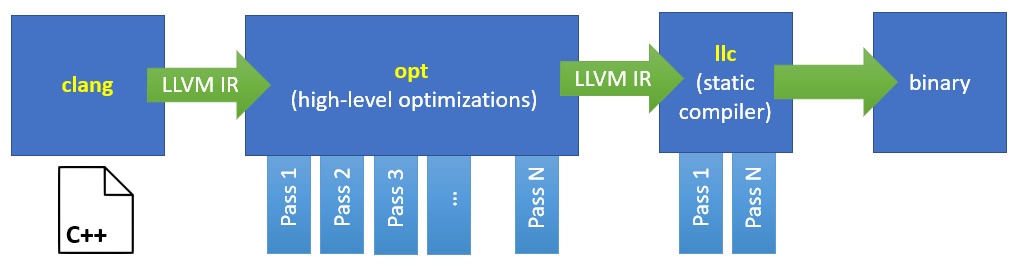 clang
LLVM IR
opt
(high-level optimizations)
LLVM IR
llc
(static
compiler)
binary
C++
Pass 1
Pass 2
Pass 3
...
Pass N
Pass 1
Pass N